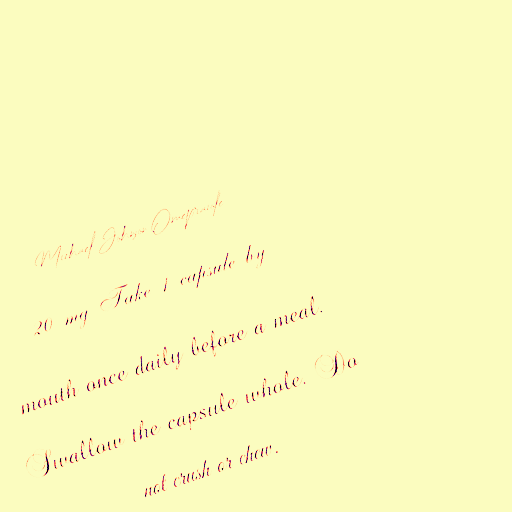 Michael Johnson Omeprazole
20 mg Take 1 capsule by
mouth once daily before a meal.
Swallow the capsule whole. Do
not crush or chew.